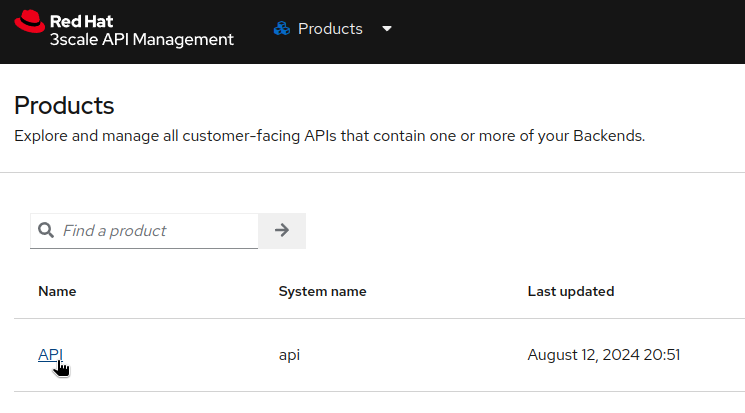 Red Hat
3scale API Management
Products
Products
Explore and manage all customer-facing APIs that contain one or more of your Backends.
Find a product
Name System name Last updated
API api August 12, 2024 20:51